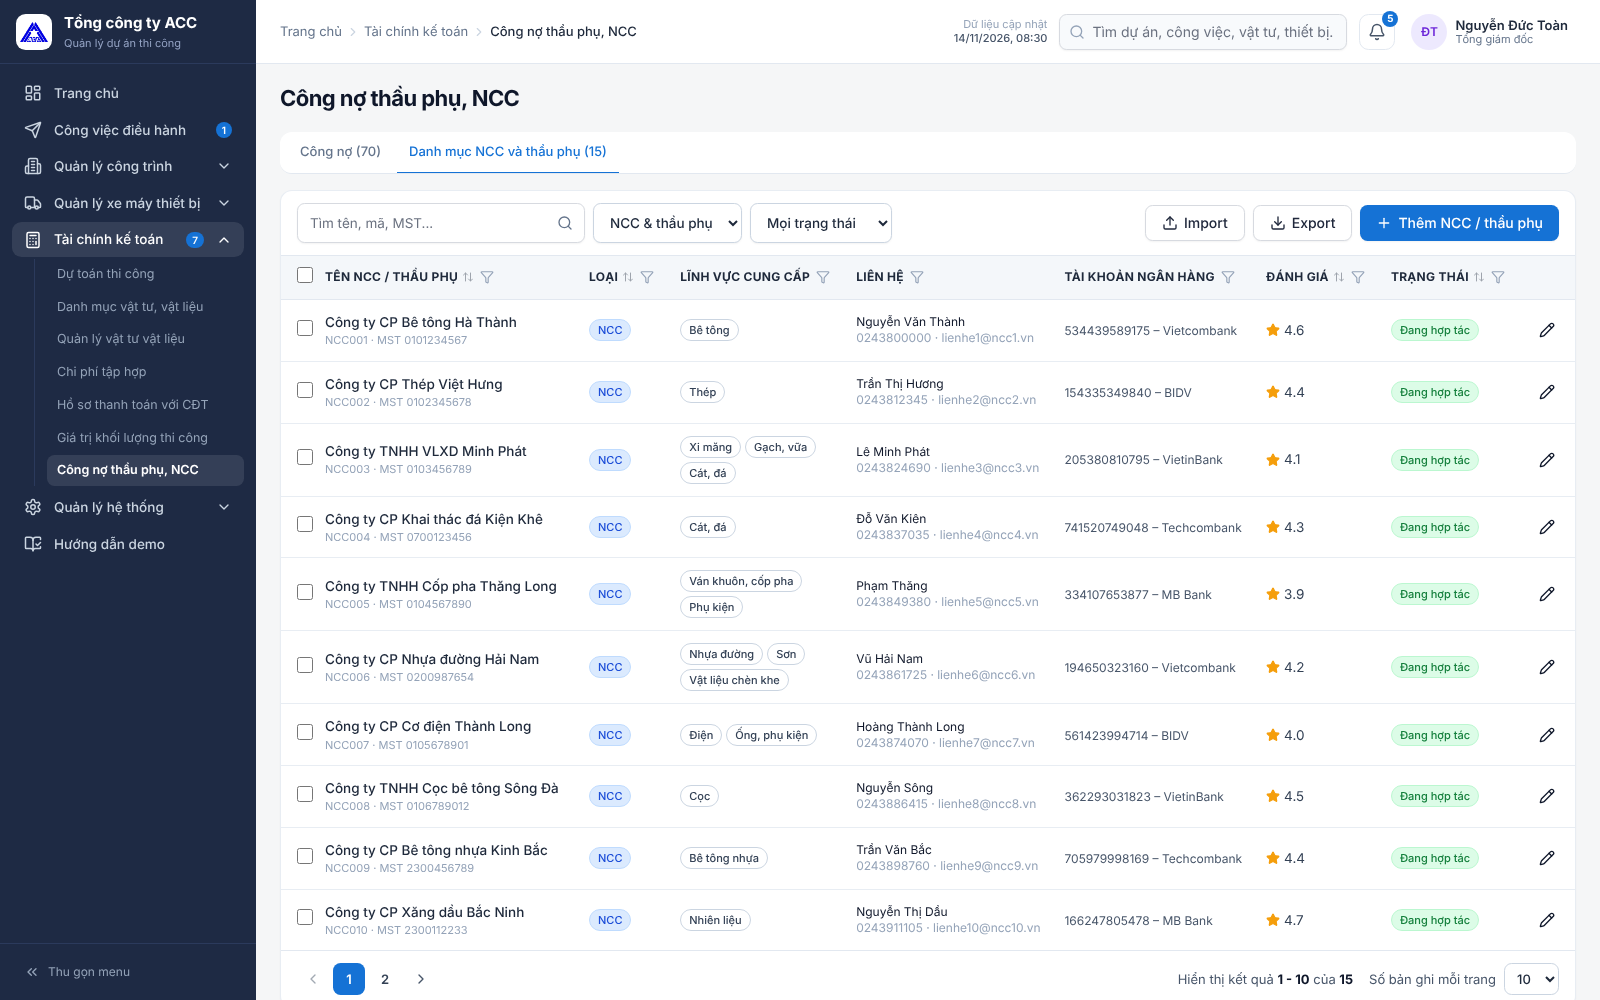 Tổng công ty ACC
Quản lý dự án thi công
Trang chủ
Công việc điều hành 1
Quản lý công trình
Quản lý xe máy thiết bị
Tài chính kế toán 7
Dự toán thi công
Danh mục vật tư, vật liệu
Quản lý vật tư vật liệu
Chi phí tập hợp
Hồ sơ thanh toán với CĐT
Giá trị khối lượng thi công
Công nợ thầu phụ, NCC
Quản lý hệ thống
Hướng dẫn demo
Thu gọn menu
Trang chủ > Tài chính kế toán > Công nợ thầu phụ, NCC
Dữ liệu cập nhật
14/11/2026, 08:30
Tìm dự án, công việc, vật tư, thiết bị.
5
ĐT
Nguyễn Đức Toàn
Tổng giám đốc
Công nợ thầu phụ, NCC
Công nợ (70) Danh mục NCC và thầu phụ (15)
Tìm tên, mã, MST... NCC & thầu phụ Mọi trạng thái Import Export + Thêm NCC / thầu phụ
TÊN NCC / THẦU PHỤ LOẠI LĨNH VỰC CUNG CẤP LIÊN HỆ TÀI KHOẢN NGÂN HÀNG ĐÁNH GIÁ TRẠNG THÁI
Công ty CP Bê tông Hà Thành
NCC001 · MST 0101234567
NCC
Bê tông
Nguyễn Văn Thành
0243800000 · lienhe1@ncc1.vn
534439589175 – Vietcombank
4.6
Đang hợp tác
Công ty CP Thép Việt Hưng
NCC002 · MST 0102345678
NCC
Thép
Trần Thị Hương
0243812345 · lienhe2@ncc2.vn
154335349840 – BIDV
4.4
Đang hợp tác
Công ty TNHH VLXD Minh Phát
NCC003 · MST 0103456789
NCC
Xi măng Gạch, vữa
Cát, đá
Lê Minh Phát
0243824690 · lienhe3@ncc3.vn
205380810795 – VietinBank
4.1
Đang hợp tác
Công ty CP Khai thác đá Kiện Khê
NCC004 · MST 0700123456
NCC
Cát, đá
Đỗ Văn Kiên
0243837035 · lienhe4@ncc4.vn
741520749048 – Techcombank
4.3
Đang hợp tác
Công ty TNHH Cốp pha Thăng Long
NCC005 · MST 0104567890
NCC
Ván khuôn, cốp pha
Phụ kiện
Phạm Thăng
0243849380 · lienhe5@ncc5.vn
334107653877 – MB Bank
3.9
Đang hợp tác
Công ty CP Nhựa đường Hải Nam
NCC006 · MST 0200987654
NCC
Nhựa đường Sơn
Vật liệu chèn khe
Vũ Hải Nam
0243861725 · lienhe6@ncc6.vn
194650323160 – Vietcombank
4.2
Đang hợp tác
Công ty CP Cơ điện Thành Long
NCC007 · MST 0105678901
NCC
Điện Ống, phụ kiện
Hoàng Thành Long
0243874070 · lienhe7@ncc7.vn
561423994714 – BIDV
4.0
Đang hợp tác
Công ty TNHH Cọc bê tông Sông Đà
NCC008 · MST 0106789012
NCC
Cọc
Nguyễn Sông
0243886415 · lienhe8@ncc8.vn
362293031823 – VietinBank
4.5
Đang hợp tác
Công ty CP Bê tông nhựa Kinh Bắc
NCC009 · MST 2300456789
NCC
Bê tông nhựa
Trần Văn Bắc
0243898760 · lienhe9@ncc9.vn
705979998169 – Techcombank
4.4
Đang hợp tác
Công ty CP Xăng dầu Bắc Ninh
NCC010 · MST 2300112233
NCC
Nhiên liệu
Nguyễn Thị Dầu
0243911105 · lienhe10@ncc10.vn
166247805478 – MB Bank
4.7
Đang hợp tác
1 2
Hiển thị kết quả 1 - 10 của 15 Số bản ghi mỗi trang 10